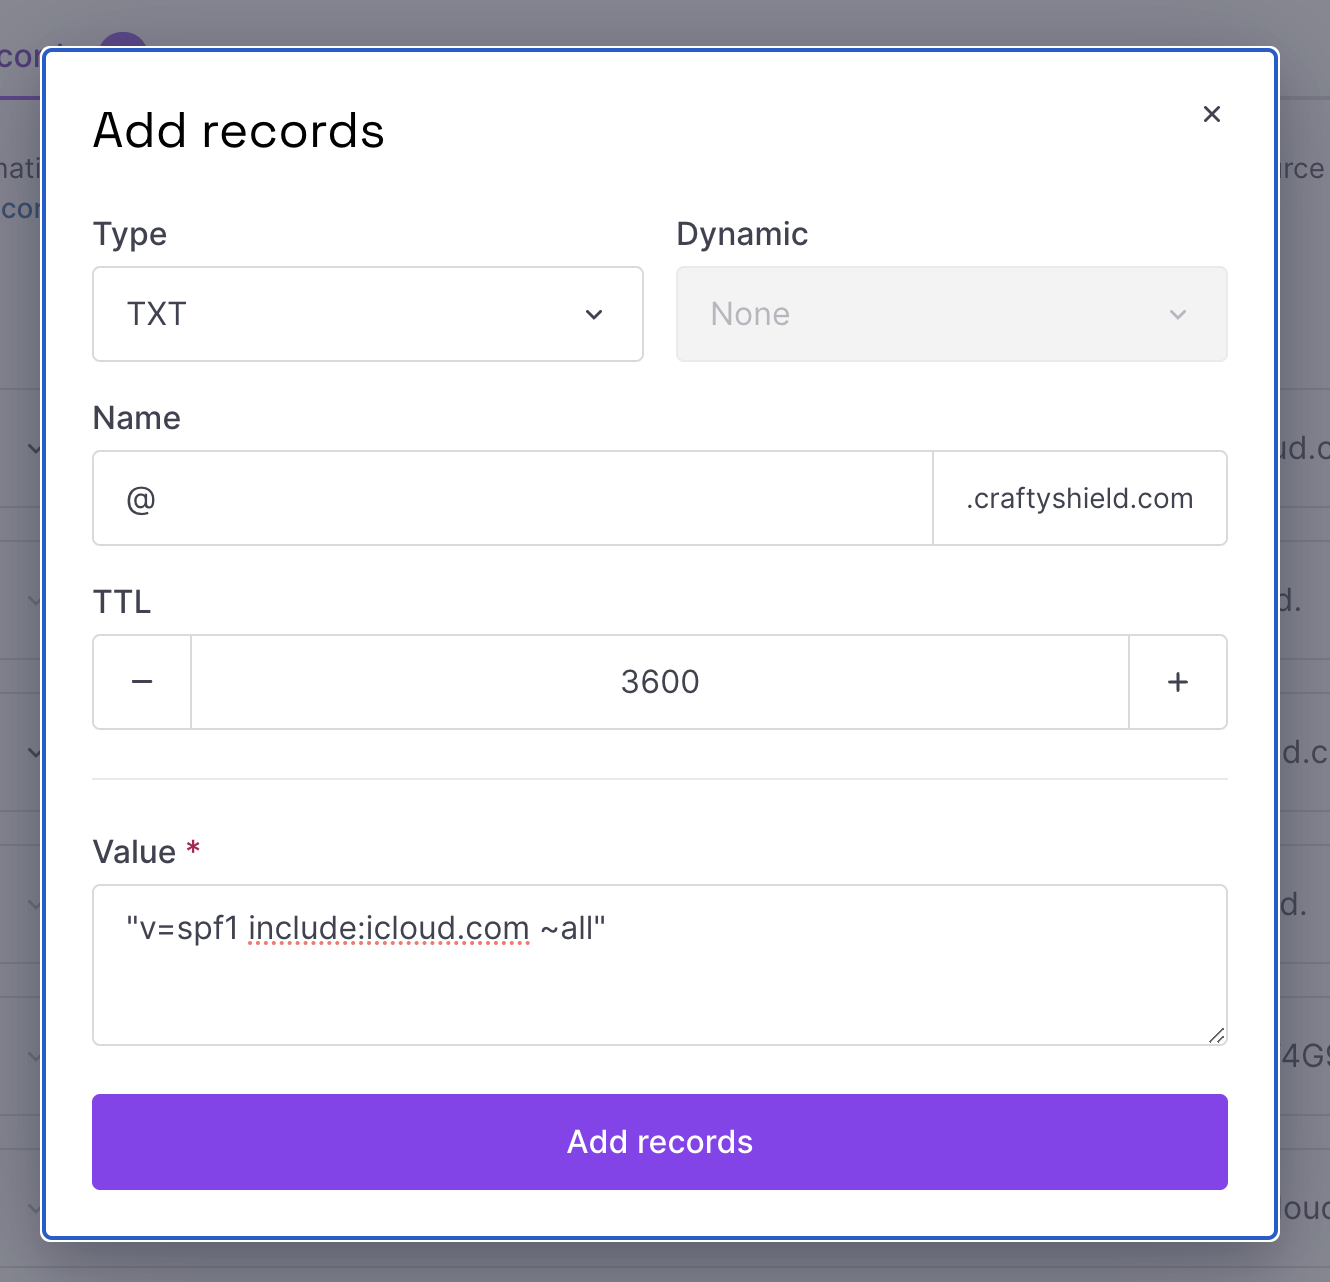 Add records
Type
Dynamic
TXT
None
Name
@
.craftyshield.com
TTL
3600
Value *
"v=spf1 include:icloud.com ~all"
Add records